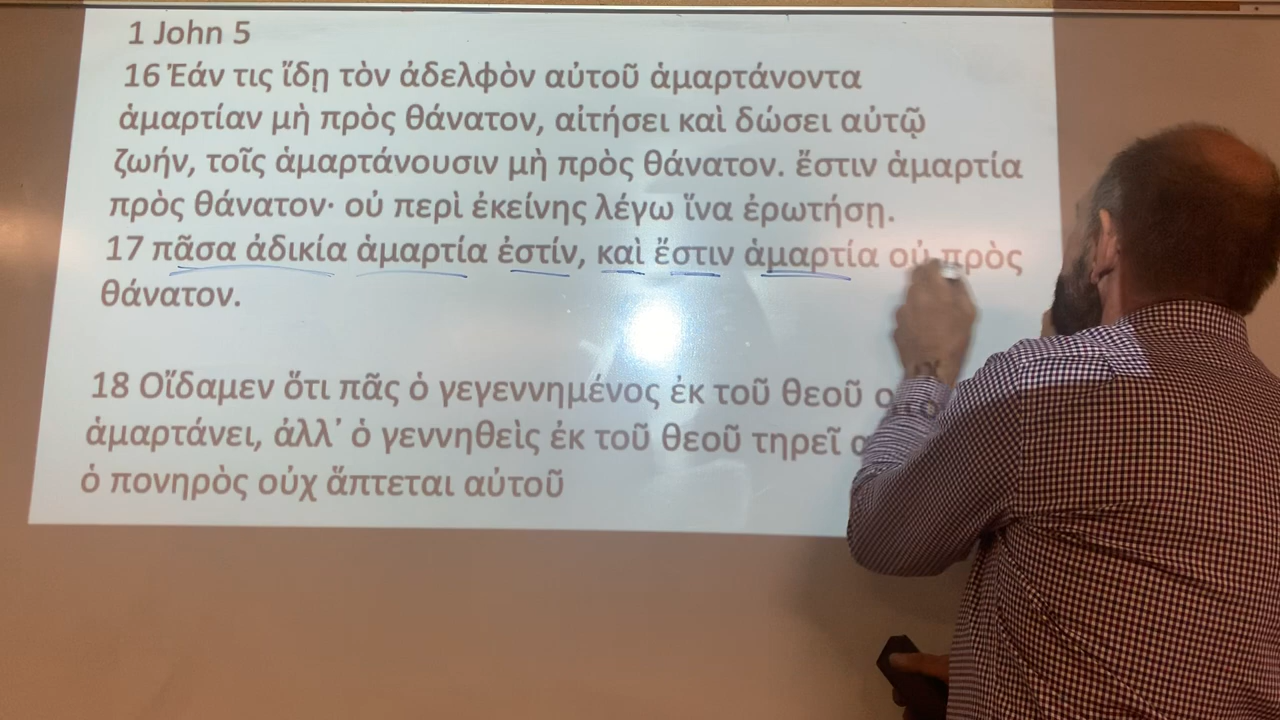 1 John 5
16 Ἐάν τις ἴδῃ τὸν ἀδελφὸν αὐτοῦ ἁμαρτάνοντα
ἁμαρτίαν μὴ πρὸς θάνατον, αἰτήσει καὶ δώσει αὐτῷ
ζωήν, τοῖς ἁμαρτάνουσιν μὴ πρὸς θάνατον. ἔστιν ἁμαρτία
πρὸς θάνατον· οὐ περὶ ἐκείνης λέγω ἵνα ἐρωτήσῃ.
17 πᾶσα ἀδικία ἁμαρτία ἐστίν, καὶ ἔστιν ἁμαρτία οὐ πρὸς
θάνατον.
18 Οἴδαμεν ὅτι πᾶς ὁ γεγεννημένος ἐκ τοῦ θεοῦ
ἁμαρτάνει, ἀλλ᾽ ὁ γεννηθεὶς ἐκ τοῦ θεοῦ τηρεῖ
ὁ πονηρὸς οὐχ ἅπτεται αὐτοῦ